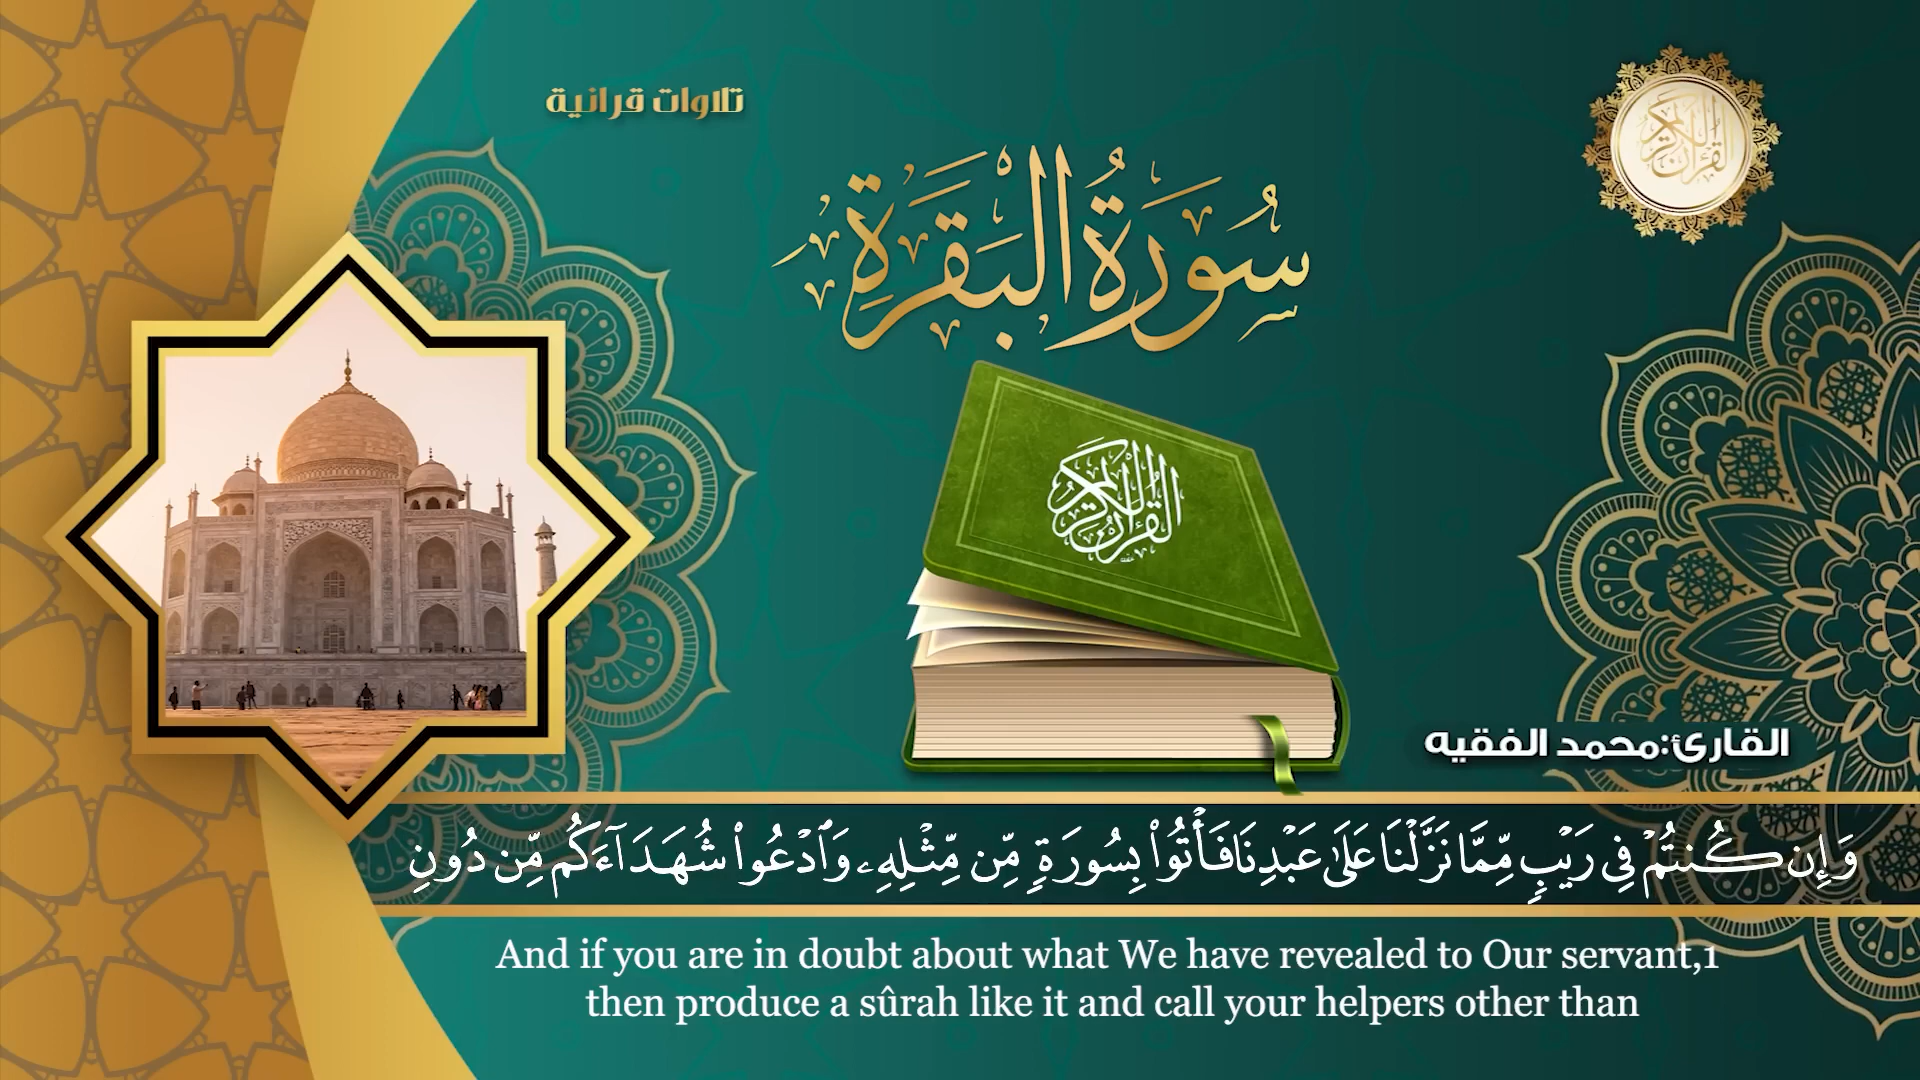 تلاوات قرانية
سُورَةُ البَقَرَةِ
القرآن الكريم
القرآن الكريم
القارئ:محمد الفقيه
وَإِن كُنتُمْ فِى رَيْبٍ مِّمَّا نَزَّلْنَا عَلَىٰ عَبْدِنَا فَأْتُوا۟ بِسُورَةٍ مِّن مِّثْلِهِۦ وَٱدْعُوا۟ شُهَدَآءَكُم مِّن دُونِ
And if you are in doubt about what We have revealed to Our servant,1
then produce a sûrah like it and call your helpers other than